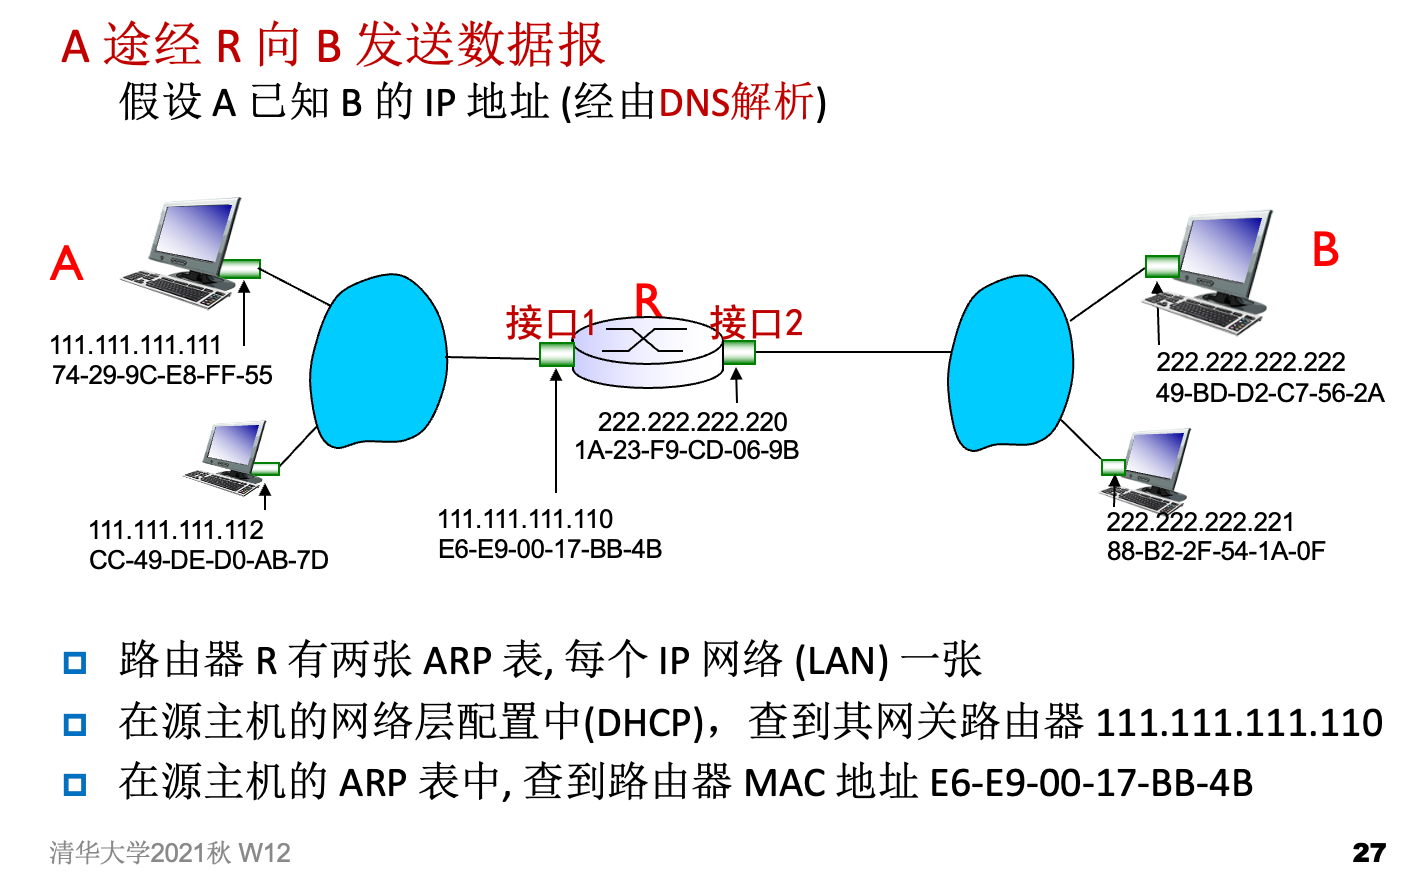 A 途经 R 向 B 发送数据报
假设 A 已知 B 的 IP 地址 (经由DNS解析)
A
B
R
接口1
接口2
111.111.111.111
74-29-9C-E8-FF-55
222.222.222.222
49-BD-D2-C7-56-2A
222.222.222.220
1A-23-F9-CD-06-9B
111.111.111.112
CC-49-DE-D0-AB-7D
111.111.111.110
E6-E9-00-17-BB-4B
222.222.222.221
88-B2-2F-54-1A-0F
路由器 R 有两张 ARP 表, 每个 IP 网络 (LAN) 一张
在源主机的网络层配置中(DHCP)，查到其网关路由器 111.111.111.110
在源主机的 ARP 表中, 查到路由器 MAC 地址 E6-E9-00-17-BB-4B
清华大学2021秋 W12
27